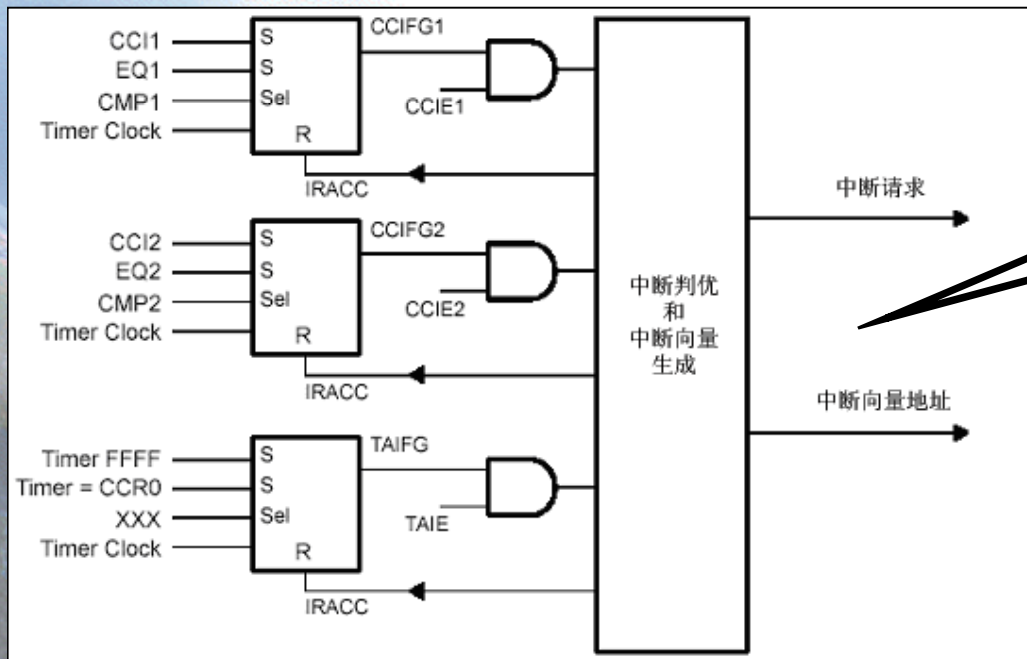 CCI1
EQ1
CMP1
Timer Clock
S
S
Sel
R
CCIFG1
CCIE1
IRACC
CCI2
EQ2
CMP2
Timer Clock
S
S
Sel
R
CCIFG2
CCIE2
IRACC
Timer FFFF
Timer = CCR0
XXX
Timer Clock
S
S
Sel
R
TAIFG
TAIE
IRACC
中断判优
和
中断向量
生成
中断请求
中断向量地址